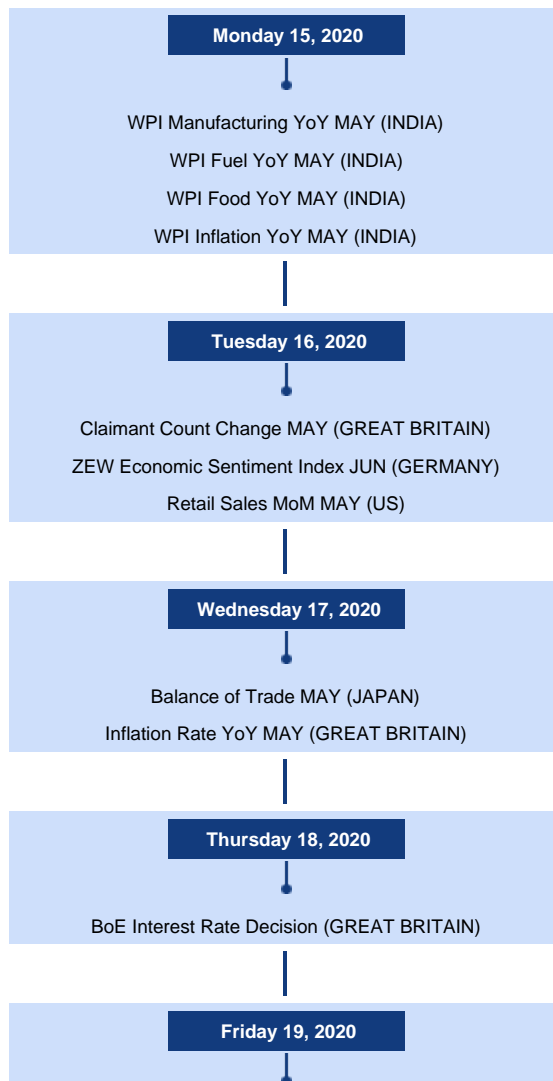 Monday 15, 2020
WPI Manufacturing YoY MAY (INDIA)
WPI Fuel YoY MAY (INDIA)
WPI Food YoY MAY (INDIA)
WPI Inflation YoY MAY (INDIA)
Tuesday 16, 2020
Claimant Count Change MAY (GREAT BRITAIN)
ZEW Economic Sentiment Index JUN (GERMANY)
Retail Sales MoM MAY (US)
Wednesday 17, 2020
Balance of Trade MAY (JAPAN)
Inflation Rate YoY MAY (GREAT BRITAIN)
Thursday 18, 2020
BoE Interest Rate Decision (GREAT BRITAIN)
Friday 19, 2020